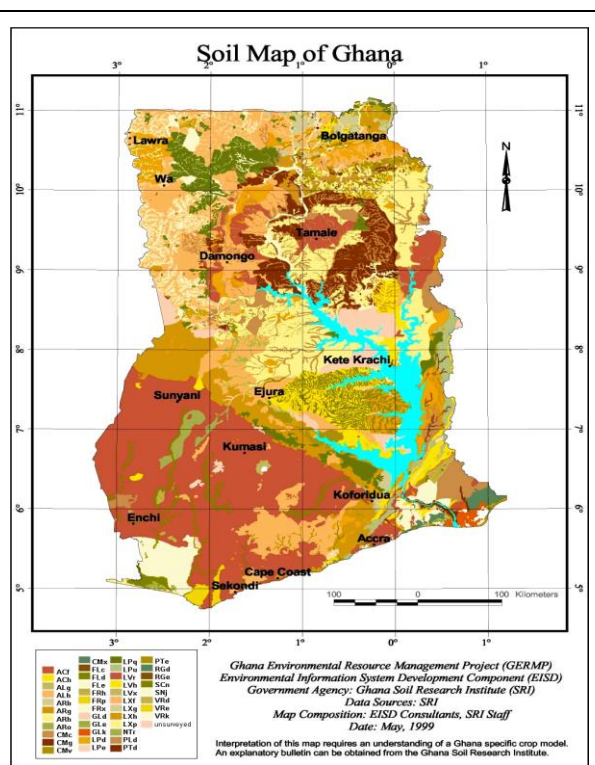 Soil Map of Ghana
3° 2° 1° 0° 1°
11° 11°
Bolgatanga
Lawra
N
Wa
10° 10°
Tamale
Damongo
9° 9°
8° 8°
Kete Krachi
Sunyani
Ejura
7° 7°
Kumasi
Koforidua
6° 6°
Enchi
Accra
Cape Coast
5° 5°
Sekondi
100 0 100 Kilometers
3° 2° 1° 0° 1°
ACf
ACh
ALg
ALh
ARb
ARg
ARh
ARo
CMc
CMg
CMv
CMx
FLc
FLd
FLe
FRh
FRp
FRx
GLd
GLe
GLk
LPd
LPe
LPq
LPu
LVf
LVh
LVx
LXf
LXg
LXh
LXp
NTr
PLd
PTd
PTe
RGd
RGe
SCn
SNj
VRd
VRe
VRk
unsurveyed
Ghana Environmental Resource Management Project (GERMP)
Environmental Information System Development Component (EISD)
Government Agency: Ghana Soil Research Institute (SRI)
Data Sources: SRI
Map Composition: EISD Consultants, SRI Staff
Date: May, 1999
Interpretation of this map requires an understanding of a Ghana specific crop model.
An explanatory bulletin can be obtained from the Ghana Soil Research Institute.